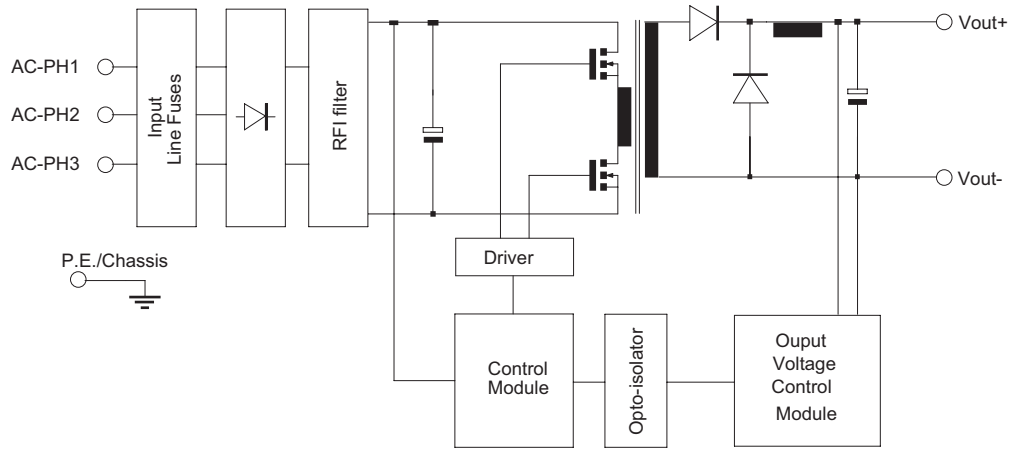 AC-PH1
AC-PH2
AC-PH3
Input
Line Fuses
RFI filter
Vout+
Vout-
P.E./Chassis
Driver
Control
Module
Opto-isolator
Ouput
Voltage
Control
Module